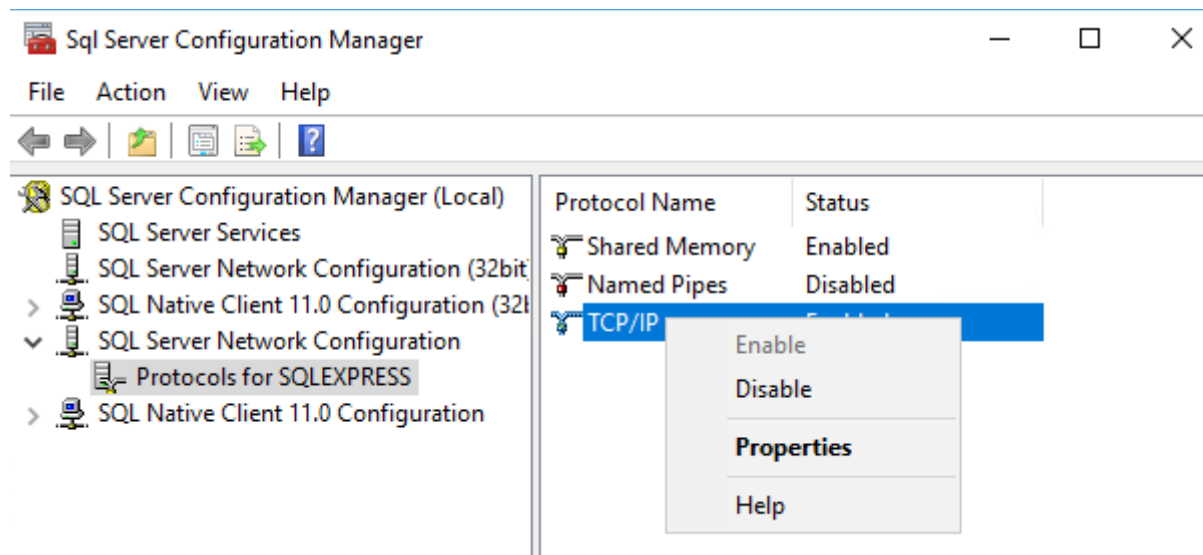 Sql Server Configuration Manager
File Action View Help
SQL Server Configuration Manager (Local)
SQL Server Services
SQL Server Network Configuration (32bit
SQL Native Client 11.0 Configuration (32
SQL Server Network Configuration
Protocols for SQLEXPRESS
SQL Native Client 11.0 Configuration
Protocol Name Status
Shared Memory Enabled
Named Pipes Disabled
TCP/IP
Enable
Disable
Properties
Help